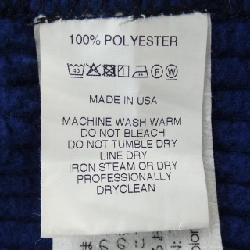 100% POLYESTER
MADE IN USA
MACHINE WASH WARM
DO NOT BLEACH
DO NOT TUMBLE DRY
LINE DRY
IRON STEAM OR DRY
PROFESSIONALLY
DRYCLEAN